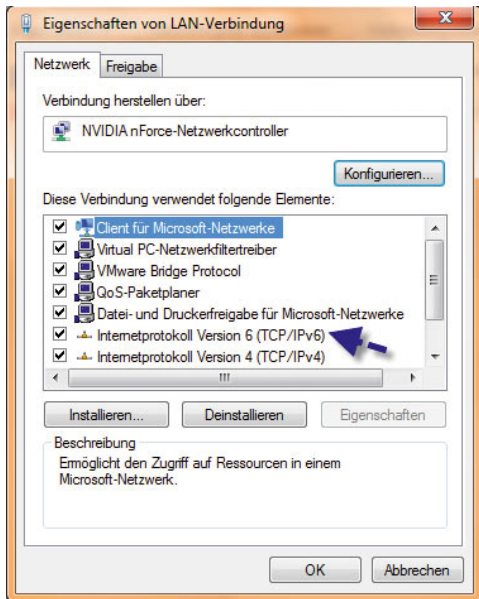 Eigenschaften von LAN-Verbindung
Netzwerk Freigabe
Verbindung herstellen über:
NVIDIA nForce-Netzwerkcontroller
Konfigurieren...
Diese Verbindung verwendet folgende Elemente:
Client für Microsoft-Netzwerke
Virtual PC-Netzwerkfiltertreiber
VMware Bridge Protocol
QoS-Paketplaner
Datei- und Druckerfreigabe für Microsoft-Netzwerke
Internetprotokoll Version 6 (TCP/IPv6)
Internetprotokoll Version 4 (TCP/IPv4)
Installieren... Deinstallieren Eigenschaften
Beschreibung
Ermöglicht den Zugriff auf Ressourcen in einem
Microsoft-Netzwerk.
OK Abbrechen